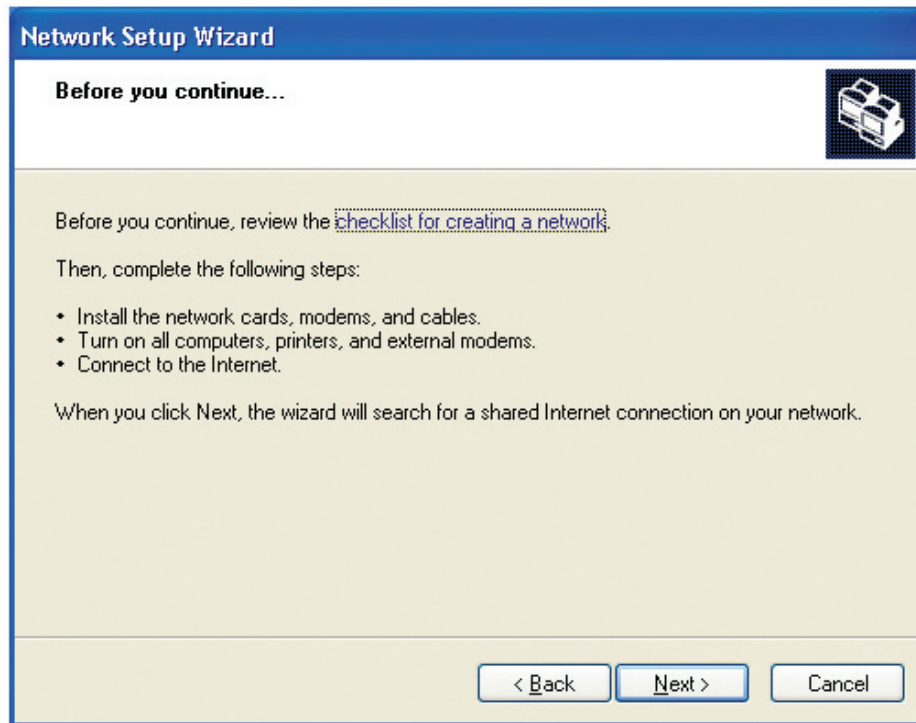 Network Setup Wizard
Before you continue...
Before you continue, review the checklist for creating a network.
Then, complete the following steps:
• Install the network cards, modems, and cables.
• Turn on all computers, printers, and external modems.
• Connect to the Internet.
When you click Next, the wizard will search for a shared Internet connection on your network.
< Back Next > Cancel